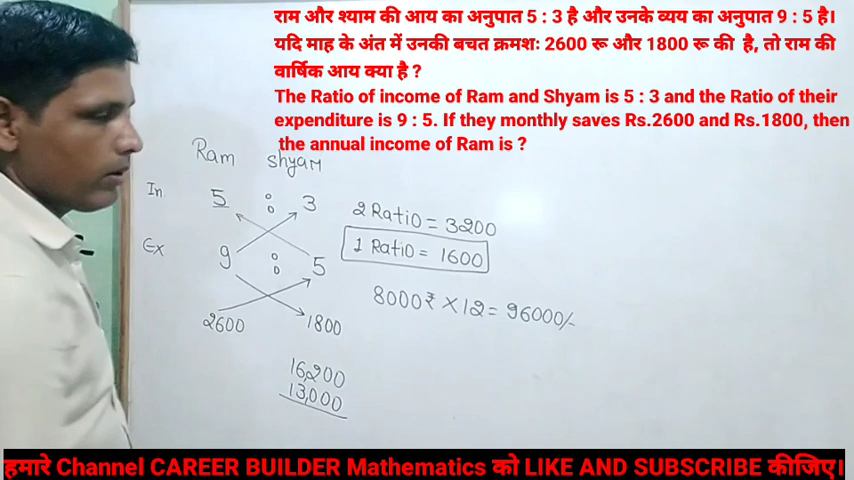 राम और श्याम की आय का अनुपात 5 : 3 है और उनके व्यय का अनुपात 9 : 5 है।
यदि माह के अंत में उनकी बचत क्रमशः 2600 रू और 1800 रू की है, तो राम की
वार्षिक आय क्या है ?
The Ratio of income of Ram and Shyam is 5 : 3 and the Ratio of their
expenditure is 9 : 5. If they monthly saves Rs.2600 and Rs.1800, then
the annual income of Ram is ?
Ram shyam
In. 5 : 3
Ex 9 : 5
2600 1800
16,200
13,000
2 Ratio = 3200
1 Ratio = 1600
8000₹ × 12 = 96000/-
हमारे Channel CAREER BUILDER Mathematics को LIKE AND SUBSCRIBE कीजिए।